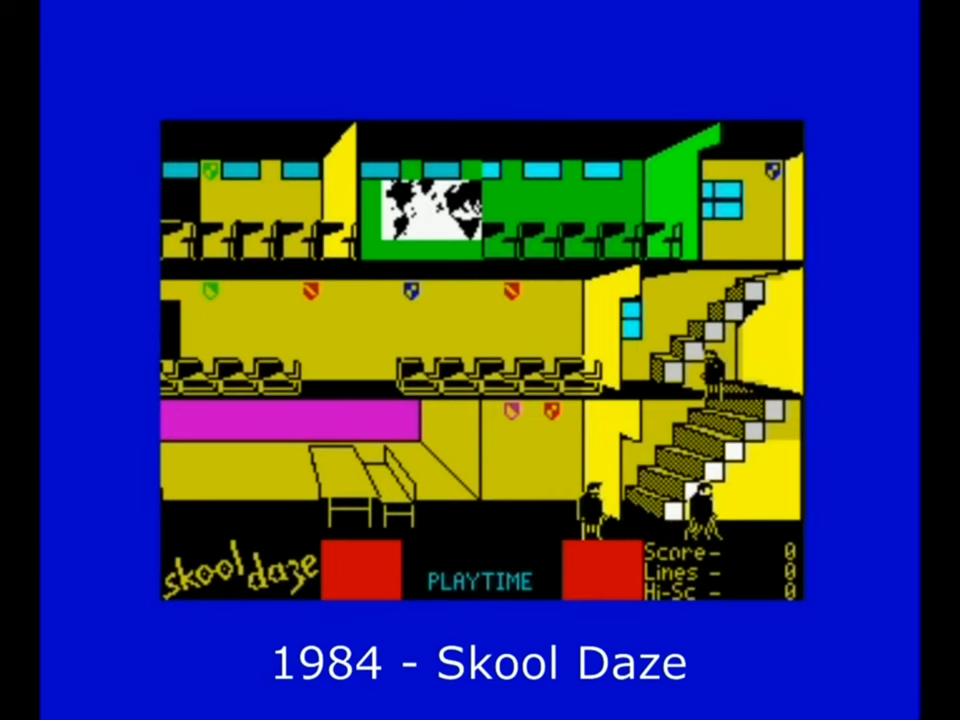 skool daze
PLAYTIME
Score- 0
Lines - 0
Hi-Sc 0
1984 - Skool Daze